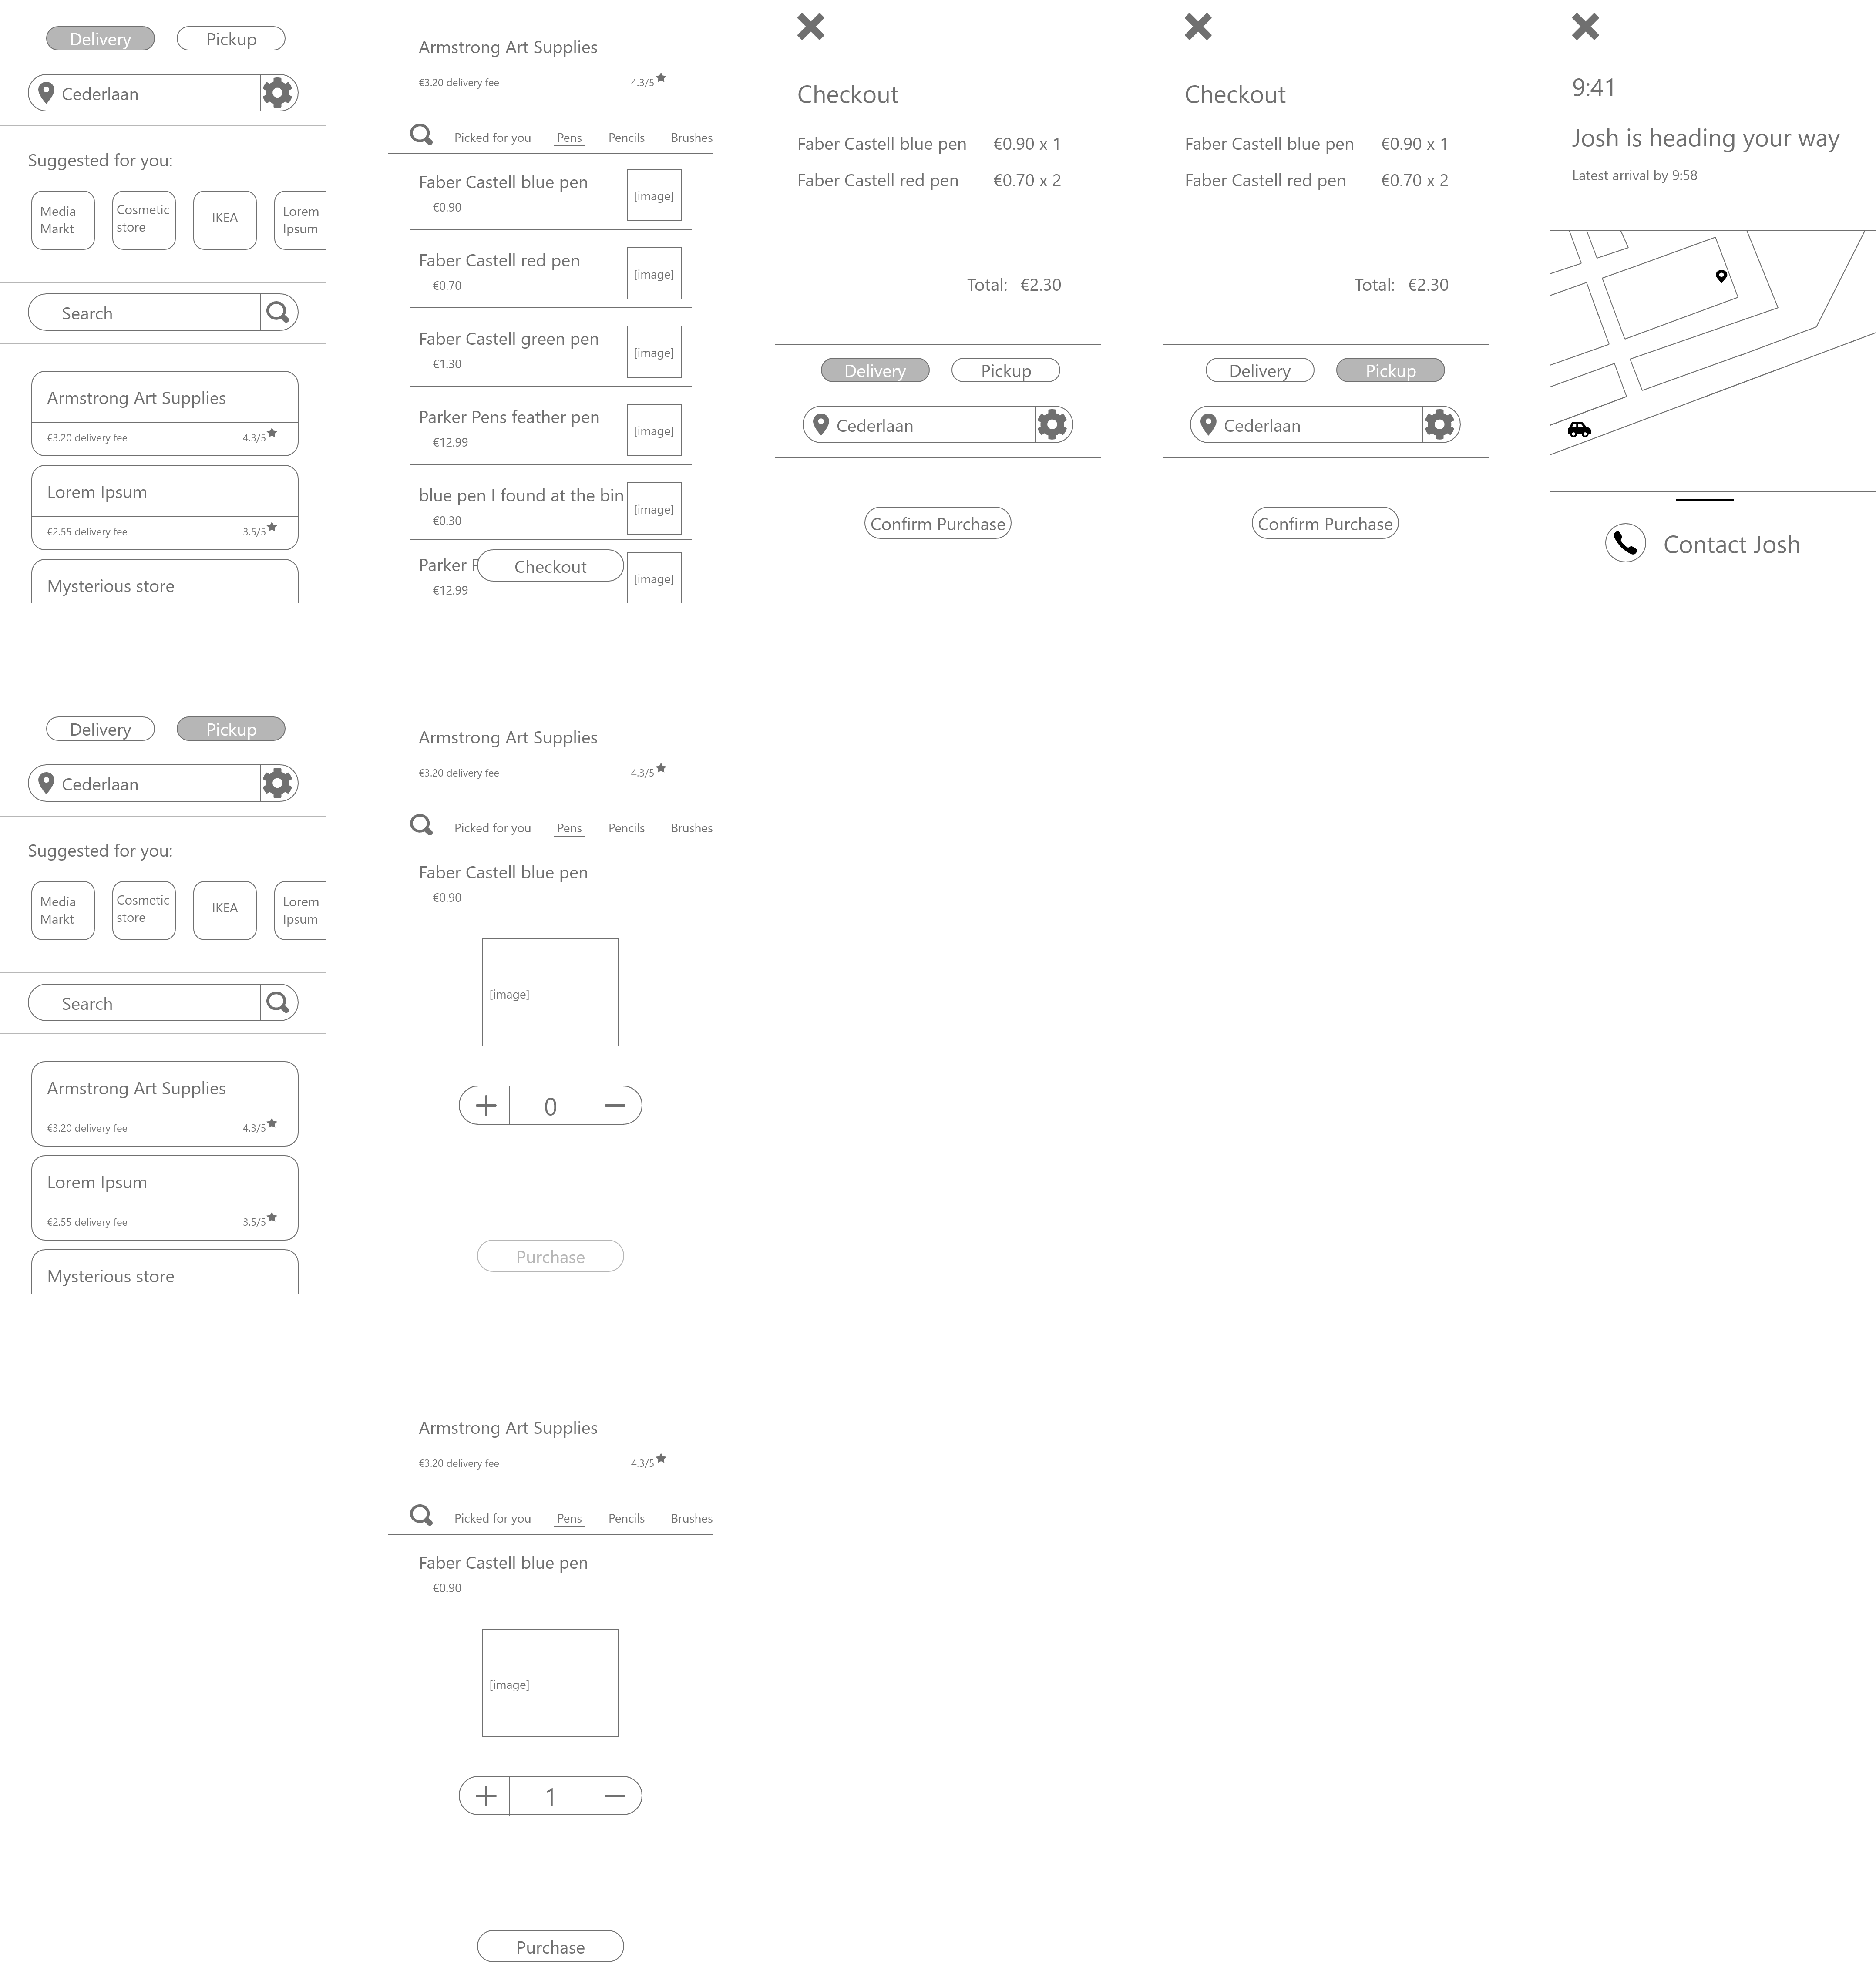 Delivery
Pickup
Cederlaan
Suggested for you:
Media
Markt
Cosmetic
store
IKEA
Lorem
Ipsum
Search
Armstrong Art Supplies
€3.20 delivery fee
4.3/5
Lorem Ipsum
€2.55 delivery fee
3.5/5
Mysterious store
Armstrong Art Supplies
€3.20 delivery fee
4.3/5
Picked for you
Pens
Pencils
Brushes
Faber Castell blue pen
€0.90
[image]
Faber Castell red pen
€0.70
[image]
Faber Castell green pen
€1.30
[image]
Parker Pens feather pen
€12.99
[image]
blue pen I found at the bin
€0.30
[image]
Parker
Checkout
€12.99
[image]
Checkout
Faber Castell blue pen €0.90 x 1
Faber Castell red pen €0.70 x 2
Total: €2.30
Delivery
Pickup
Cederlaan
Confirm Purchase
Checkout
Faber Castell blue pen €0.90 x 1
Faber Castell red pen €0.70 x 2
Total: €2.30
Delivery
Pickup
Cederlaan
Confirm Purchase
9:41
Josh is heading your way
Latest arrival by 9:58
Contact Josh
Delivery
Pickup
Cederlaan
Suggested for you:
Media
Markt
Cosmetic
store
IKEA
Lorem
Ipsum
Search
Armstrong Art Supplies
€3.20 delivery fee
4.3/5
Lorem Ipsum
€2.55 delivery fee
3.5/5
Mysterious store
Armstrong Art Supplies
€3.20 delivery fee
4.3/5
Picked for you
Pens
Pencils
Brushes
Faber Castell blue pen
€0.90
[image]
0
Purchase
Armstrong Art Supplies
€3.20 delivery fee
4.3/5
Picked for you
Pens
Pencils
Brushes
Faber Castell blue pen
€0.90
[image]
1
Purchase